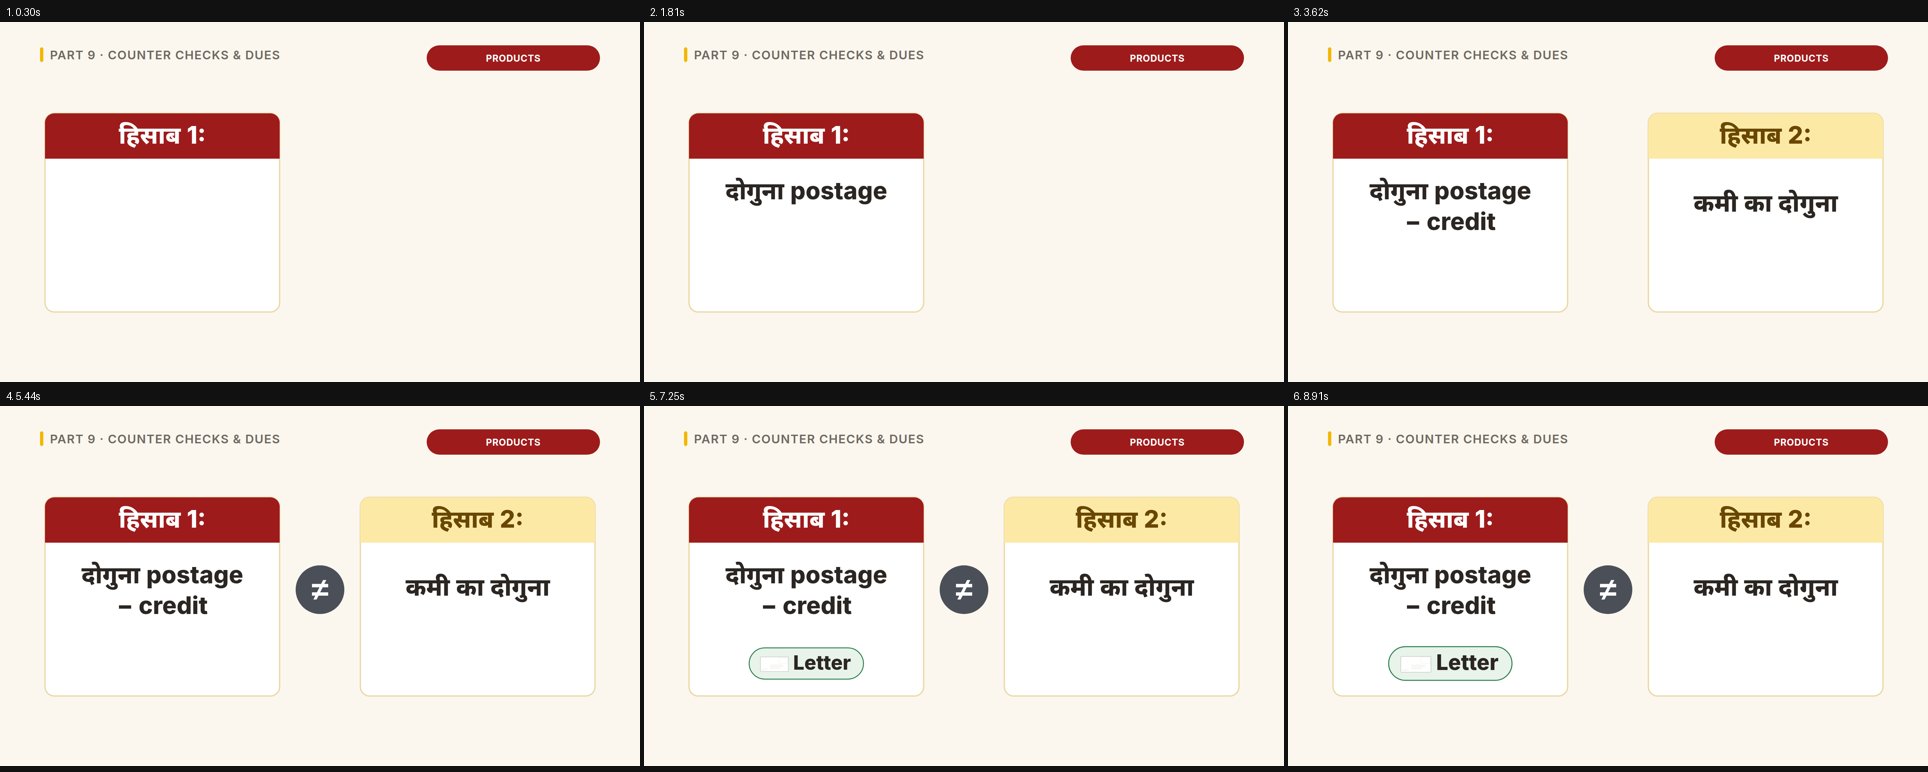 1. 0.30s
PART 9 · COUNTER CHECKS & DUES
PRODUCTS
हिसाब 1:
2. 1.81s
PART 9 · COUNTER CHECKS & DUES
PRODUCTS
हिसाब 1:
दोगुना postage
3. 3.62s
PART 9 · COUNTER CHECKS & DUES
PRODUCTS
हिसाब 1:
दोगुना postage
– credit
हिसाब 2:
कमी का दोगुना
4. 5.44s
PART 9 · COUNTER CHECKS & DUES
PRODUCTS
हिसाब 1:
दोगुना postage
– credit
≠
हिसाब 2:
कमी का दोगुना
5. 7.25s
PART 9 · COUNTER CHECKS & DUES
PRODUCTS
हिसाब 1:
दोगुना postage
– credit
Letter
≠
हिसाब 2:
कमी का दोगुना
6. 8.91s
PART 9 · COUNTER CHECKS & DUES
PRODUCTS
हिसाब 1:
दोगुना postage
– credit
Letter
≠
हिसाब 2:
कमी का दोगुना